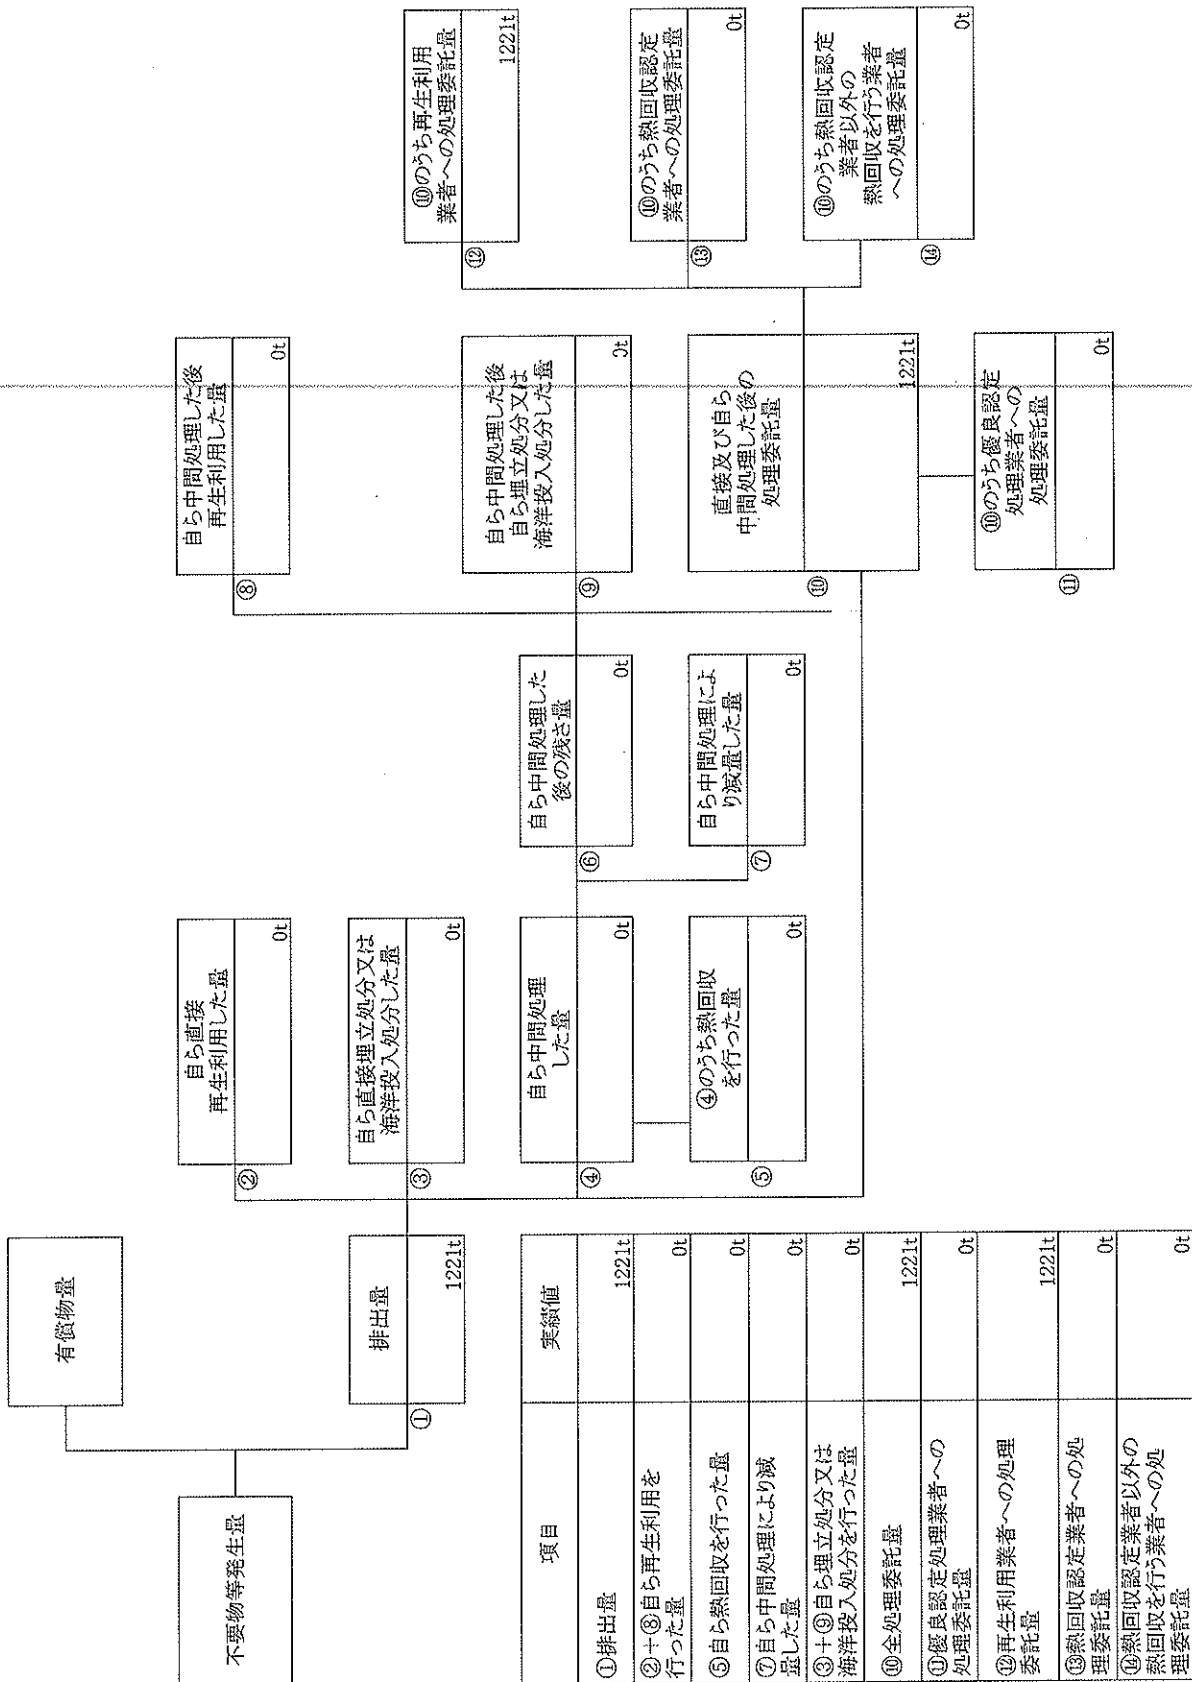 不要物等発生量
有償物量
①
排出量
1221t
②
自ら直接
再生利用した量
0t
③
自ら直接埋立処分又は
海洋投入処分した量
0t
④
自ら中間処理
した量
0t
⑤
④のうち熱回収
を行った量
0t
⑥
自ら中間処理した
後の残さ量
0t
⑦
自ら中間処理によ
り減量した量
0t
⑧
自ら中間処理した後
再生利用した量
0t
⑨
自ら中間処理した後
自ら埋立処分又は
海洋投入処分した量
0t
⑩
直接及び自ら
中間処理した後の
処理委託量
1221t
⑪
⑩のうち優良認定
処理業者への
処理委託量
0t
⑫
⑩のうち再生利用
業者への処理委託量
1221t
⑬
⑩のうち熱回収認定
業者への処理委託量
0t
⑭
⑩のうち熱回収認定
業者以外の
熱回収を行う業者
への処理委託量
0t
項目
実績値
①排出量
1221t
②+⑧自ら再生利用を
行った量
0t
⑤自ら熱回収を行った量
0t
⑦自ら中間処理により減
量した量
0t
③+⑨自ら埋立処分又は
海洋投入処分を行った量
0t
⑩全処理委託量
1221t
⑪優良認定処理業者への
処理委託量
0t
⑫再生利用業者への処理
委託量
1221t
⑬熱回収認定業者への処
理委託量
0t
⑭熱回収認定業者以外の
熱回収を行う業者への処
理委託量
0t